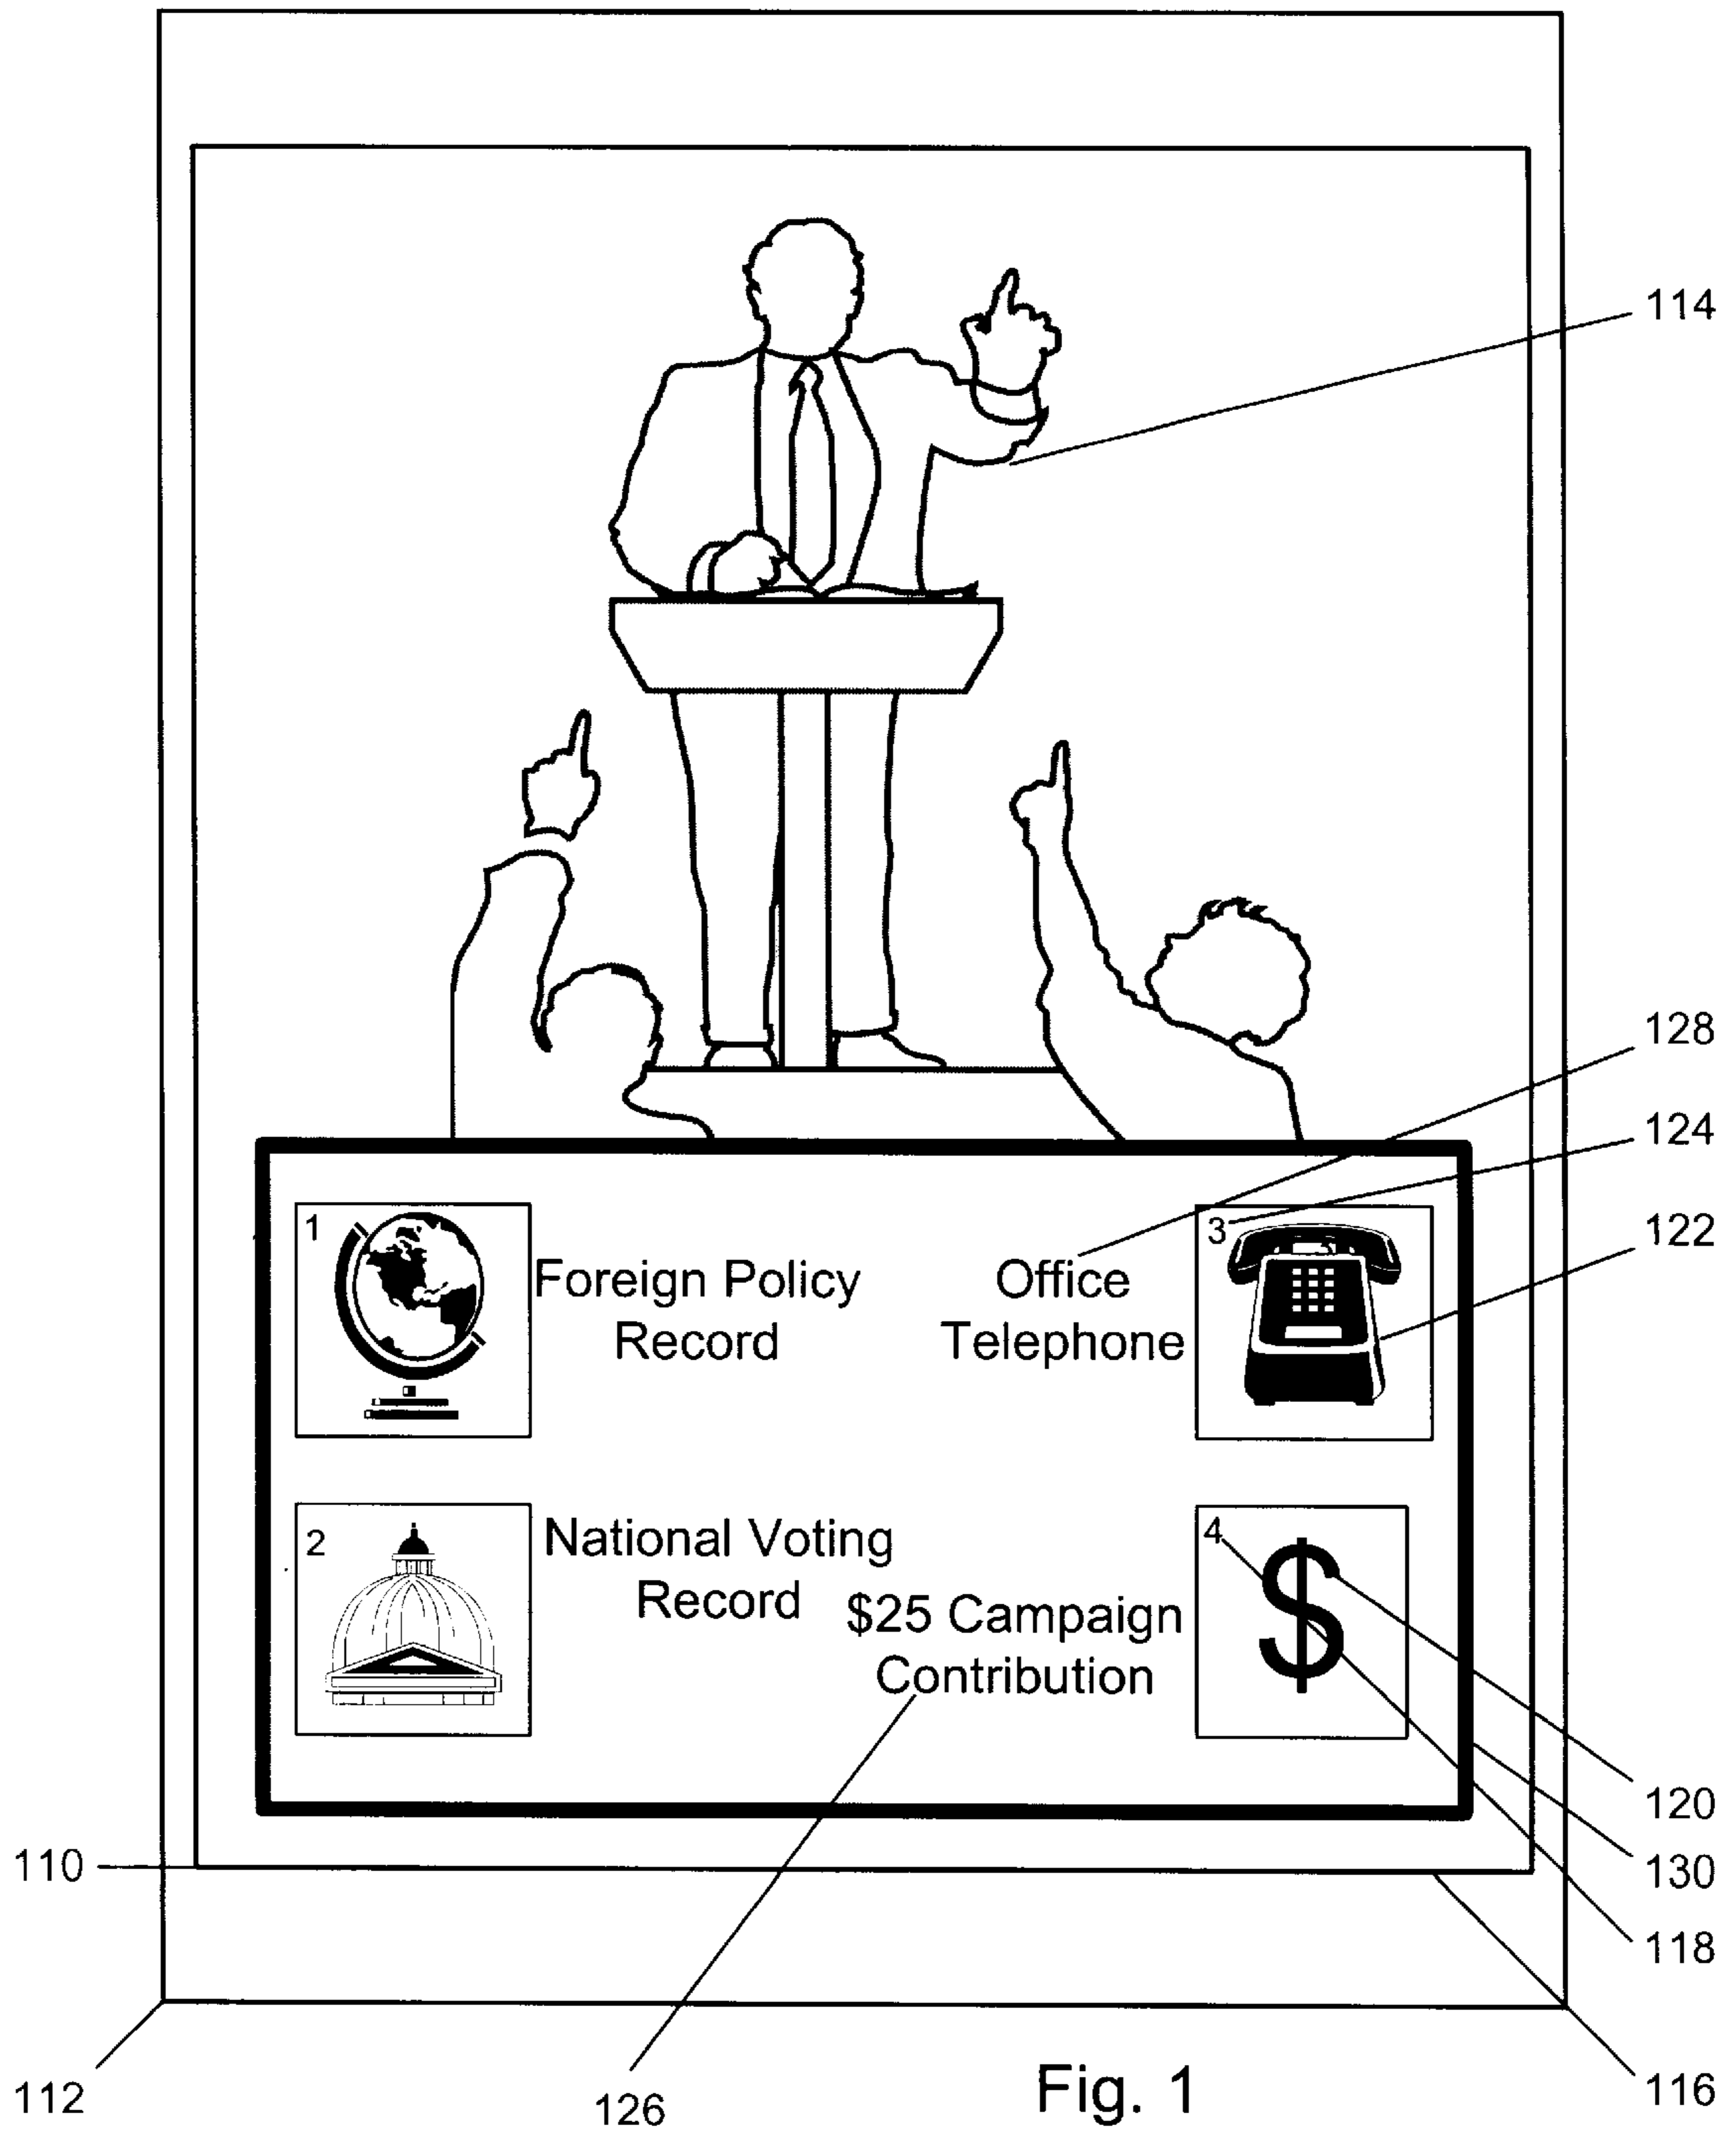 114
128
124
122
1
Foreign Policy
Record
Office
Telephone
3
2
National Voting
Record
$25 Campaign
Contribution
4
120
110
130
118
112
126
Fig. 1
116